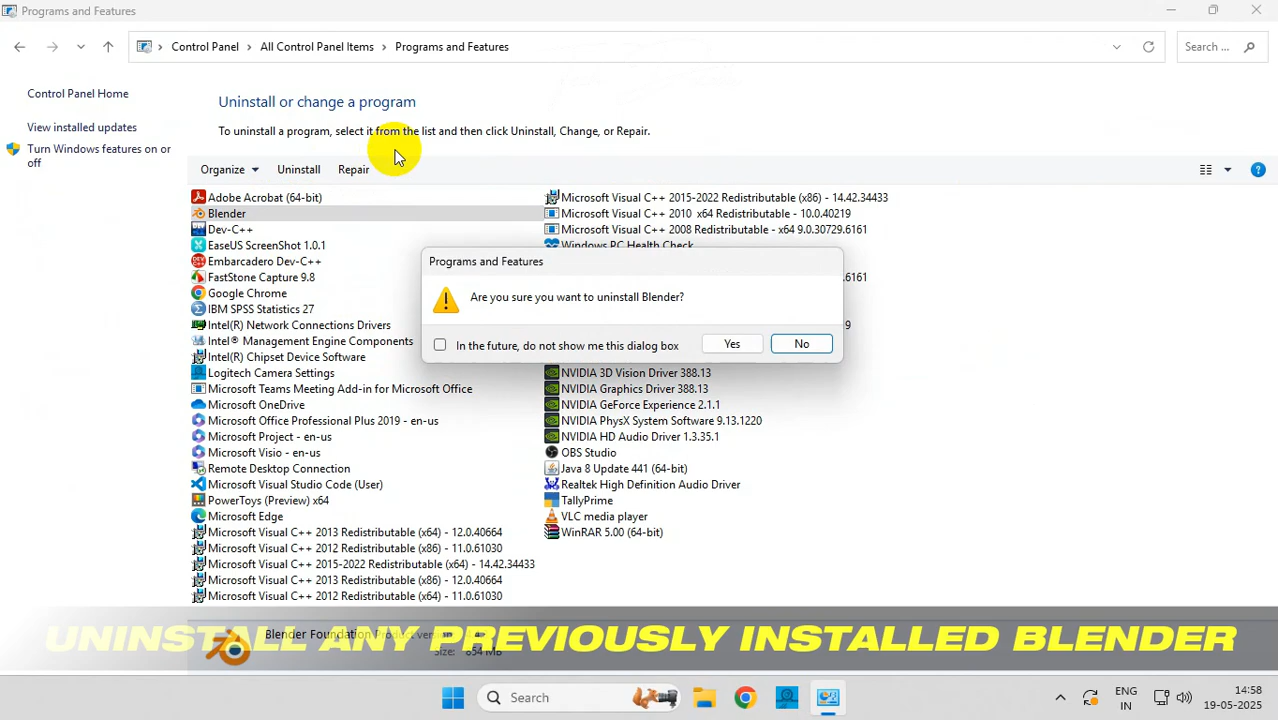 Programs and Features
Control Panel
All Control Panel Items
Programs and Features
Search ...
Control Panel Home
View installed updates
Turn Windows features on or off
Uninstall or change a program
To uninstall a program, select it from the list and then click Uninstall, Change, or Repair.
Organize
Uninstall
Repair
Adobe Acrobat (64-bit)
Blender
Dev-C++
EaseUS ScreenShot 1.0.1
Embarcadero Dev-C++
FastStone Capture 9.8
Google Chrome
IBM SPSS Statistics 27
Intel(R) Network Connections Drivers
Intel® Management Engine Components
Intel(R) Chipset Device Software
Logitech Camera Settings
Microsoft Teams Meeting Add-in for Microsoft Office
Microsoft OneDrive
Microsoft Office Professional Plus 2019 - en-us
Microsoft Project - en-us
Microsoft Visio - en-us
Remote Desktop Connection
Microsoft Visual Studio Code (User)
PowerToys (Preview) x64
Microsoft Edge
Microsoft Visual C++ 2013 Redistributable (x64) - 12.0.40664
Microsoft Visual C++ 2012 Redistributable (x86) - 11.0.61030
Microsoft Visual C++ 2015-2022 Redistributable (x64) - 14.42.34433
Microsoft Visual C++ 2013 Redistributable (x86) - 12.0.40664
Microsoft Visual C++ 2012 Redistributable (x64) - 11.0.61030
Microsoft Visual C++ 2015-2022 Redistributable (x86) - 14.42.34433
Microsoft Visual C++ 2010 x64 Redistributable - 10.0.40219
Microsoft Visual C++ 2008 Redistributable - x64 9.0.30729.6161
Windows PC Health Check
.6161
9
NVIDIA 3D Vision Driver 388.13
NVIDIA Graphics Driver 388.13
NVIDIA GeForce Experience 2.1.1
NVIDIA PhysX System Software 9.13.1220
NVIDIA HD Audio Driver 1.3.35.1
OBS Studio
Java 8 Update 441 (64-bit)
Realtek High Definition Audio Driver
TallyPrime
VLC media player
WinRAR 5.00 (64-bit)
Programs and Features
Are you sure you want to uninstall Blender?
In the future, do not show me this dialog box
Yes
No
Blender Foundation Product version:
Size: 854 MB
UNINSTALL ANY PREVIOUSLY INSTALLED BLENDER
Search
ENG
IN
14:58
19-05-2025